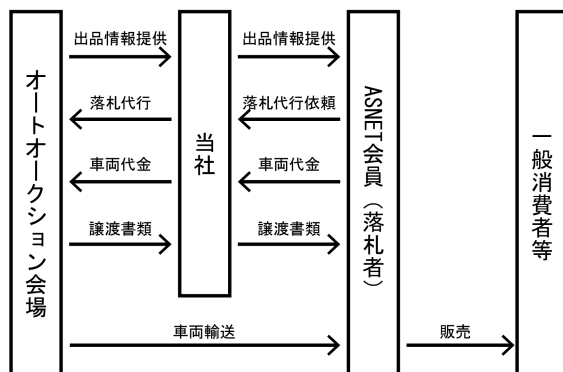 オートオークション会場
出品情報提供
落札代行
車両代金
譲渡書類
当社
出品情報提供
落札代行依頼
車両代金
譲渡書類
車両輸送
ASNET会員（落札者）
販売
一般消費者等